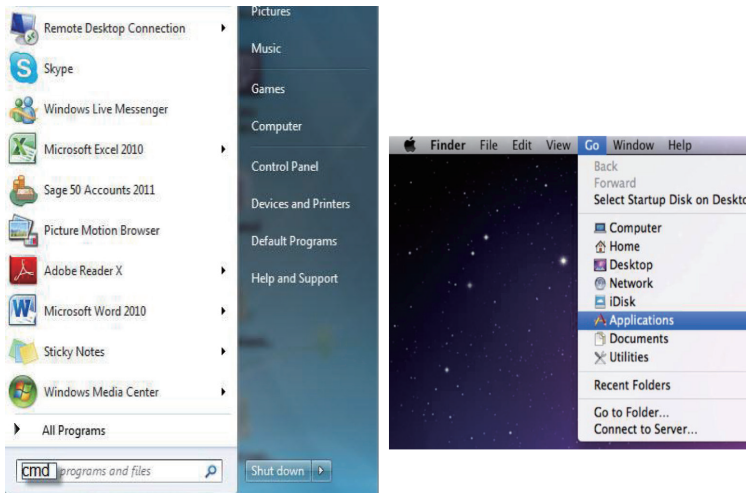 Remote Desktop Connection
Skype
Windows Live Messenger
Microsoft Excel 2010
Sage 50 Accounts 2011
Picture Motion Browser
Adobe Reader X
Microsoft Word 2010
Sticky Notes
Windows Media Center
All Programs
cmd programs and files
Pictures
Music
Games
Computer
Control Panel
Devices and Printers
Default Programs
Help and Support
Shut down
Finder File Edit View Go Window Help
Back
Forward
Select Startup Disk on Deskto
Computer
Home
Desktop
Network
iDisk
Applications
Documents
Utilities
Recent Folders
Go to Folder...
Connect to Server...